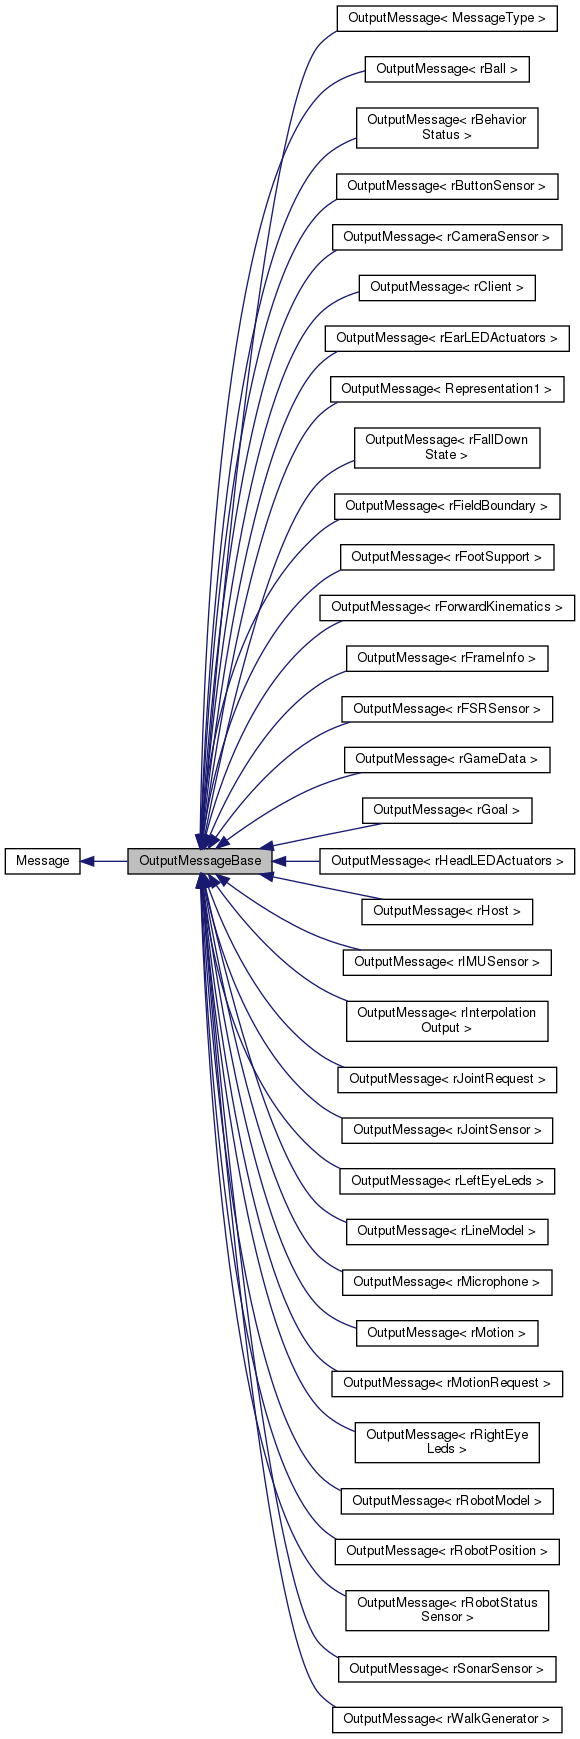 OutputMessage< MessageType >
OutputMessage< rBall >
OutputMessage< rBehavior
Status >
OutputMessage< rButtonSensor >
OutputMessage< rCameraSensor >
OutputMessage< rClient >
OutputMessage< rEarLEDActuators >
OutputMessage< Representation1 >
OutputMessage< rFallDown
State >
OutputMessage< rFieldBoundary >
OutputMessage< rFootSupport >
OutputMessage< rForwardKinematics >
OutputMessage< rFrameInfo >
OutputMessage< rFSRSensor >
OutputMessage< rGameData >
OutputMessage< rGoal >
Message
OutputMessageBase
OutputMessage< rHeadLEDActuators >
OutputMessage< rHost >
OutputMessage< rIMUSensor >
OutputMessage< rInterpolation
Output >
OutputMessage< rJointRequest >
OutputMessage< rJointSensor >
OutputMessage< rLeftEyeLeds >
OutputMessage< rLineModel >
OutputMessage< rMicrophone >
OutputMessage< rMotion >
OutputMessage< rMotionRequest >
OutputMessage< rRightEye
Leds >
OutputMessage< rRobotModel >
OutputMessage< rRobotPosition >
OutputMessage< rRobotStatus
Sensor >
OutputMessage< rSonarSensor >
OutputMessage< rWalkGenerator >